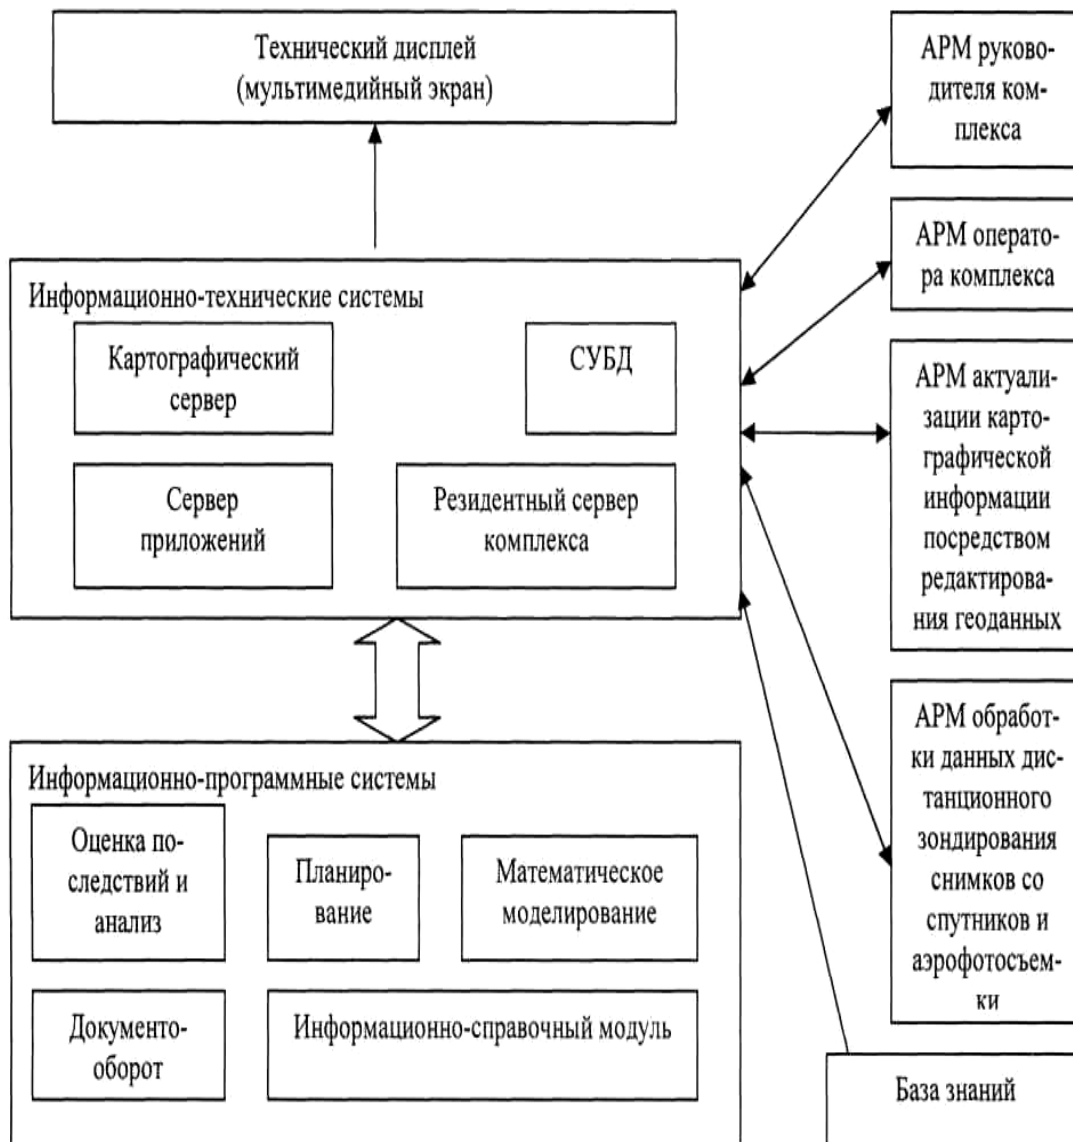 Технический дисплей
(мультимедийный экран)
АРМ руково-
дителя ком-
плекса
АРМ операто-
ра комплекса
Информационно-технические системы
Картографический
сервер
СУБД
Сервер
приложений
Резидентный сервер
комплекса
АРМ актуали-
зации карто-
графической
информации
посредством
редактирова-
ния геоданных
АРМ обработ-
ки данных дис-
танционного
зондирования
снимков со
спутников и
аэрофотосъем-
ки
Информационно-программные системы
Оценка по-
следствий и
анализ
Планиро-
вание
Математическое
моделирование
Документо-
оборот
Информационно-справочный модуль
База знаний